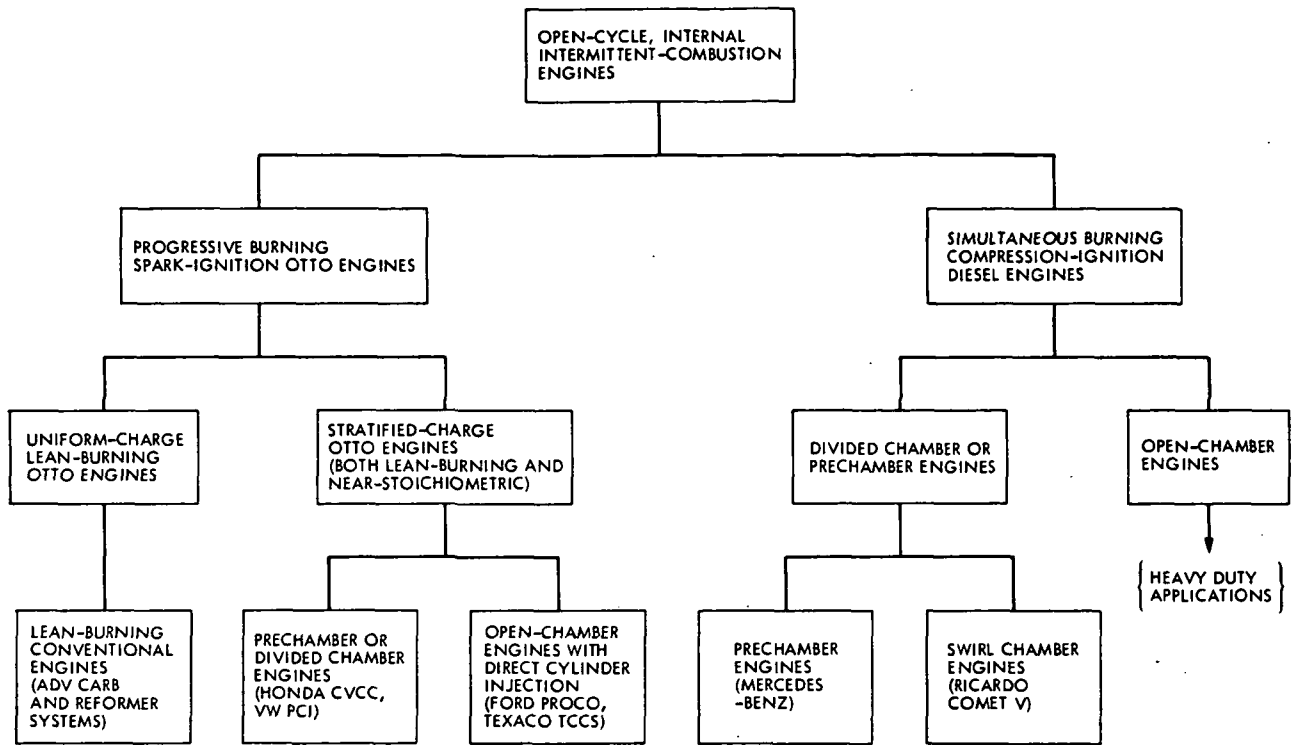 OPEN-CYCLE, INTERNAL
INTERMITTENT-COMBUSTION
ENGINES
PROGRESSIVE BURNING
SPARK-IGNITION OTTO ENGINES
SIMULTANEOUS BURNING
COMPRESSION-IGNITION
DIESEL ENGINES
UNIFORM-CHARGE
LEAN-BURNING
OTTO ENGINES
STRATIFIED-CHARGE
OTTO ENGINES
(BOTH LEAN-BURNING AND
NEAR-STOICHIOMETRIC)
DIVIDED CHAMBER OR
PRECHAMBER ENGINES
OPEN-CHAMBER
ENGINES
{HEAVY DUTY
APPLICATIONS}
LEAN-BURNING
CONVENTIONAL
ENGINES
(ADV CARB
AND REFORMER
SYSTEMS)
PRECHAMBER OR
DIVIDED CHAMBER
ENGINES
(HONDA CVCC,
VW PCI)
OPEN-CHAMBER
ENGINES WITH
DIRECT CYLINDER
INJECTION
(FORD PROCO,
TEXACO TCCS)
PRECHAMBER
ENGINES
(MERCEDES
-BENZ)
SWIRL CHAMBER
ENGINES
(RICARDO
COMET V)